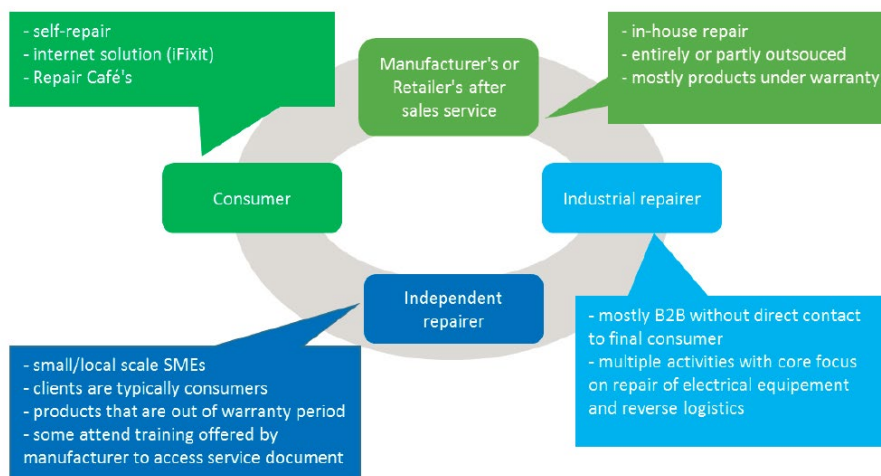 - self-repair
- internet solution (iFixit)
- Repair Café's
Manufacturer's or
Retailer's after
sales service
- in-house repair
- entirely or partly outsouced
- mostly products under warranty
Consumer
Industrial repairer
Independent
repairer
- small/local scale SMEs
- clients are typically consumers
- products that are out of warranty period
- some attend training offered by
manufacturer to access service document
- mostly B2B without direct contact
to final consumer
- multiple activities with core focus
on repair of electrical equipement
and reverse logistics